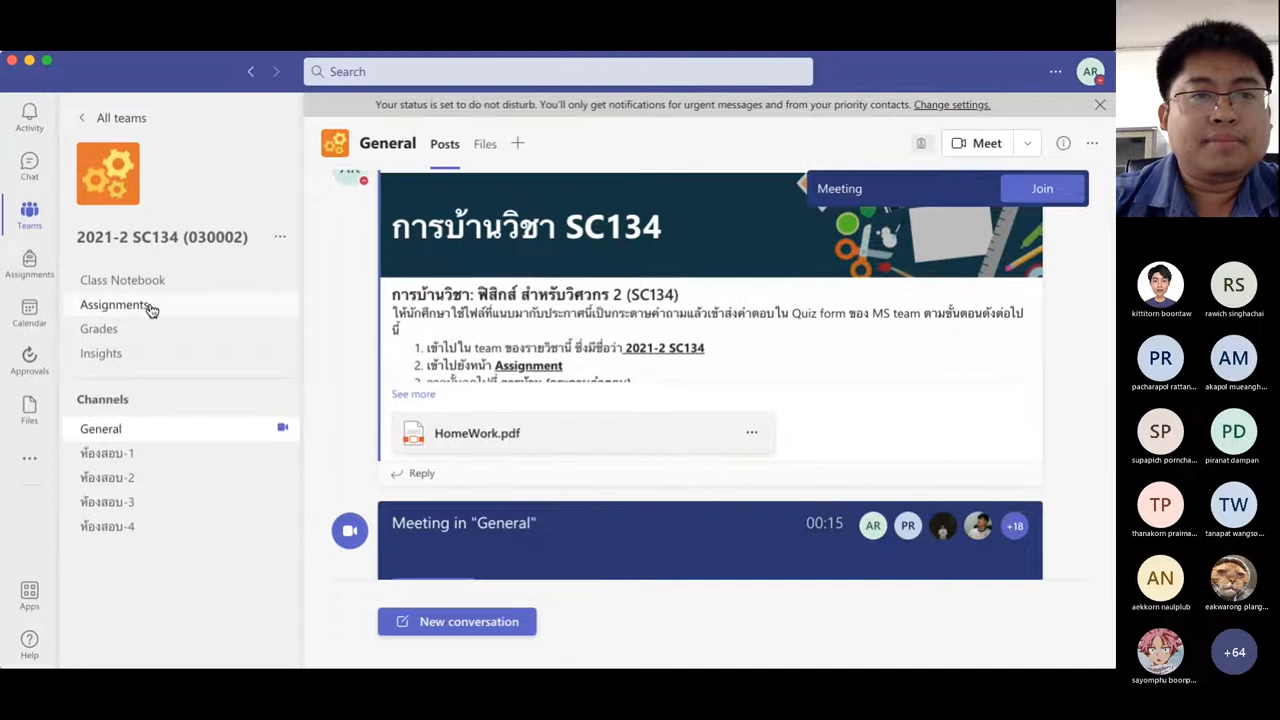 Search
AR
Your status is set to do not disturb. You'll only get notifications for urgent messages and from your priority contacts. Change settings.
Activity
Chat
Teams
Assignments
Calendar
Approvals
Files
Apps
Help
All teams
2021-2 SC134 (030002)
Class Notebook
Assignments
Grades
Insights
Channels
General
ห้องสอบ-1
ห้องสอบ-2
ห้องสอบ-3
ห้องสอบ-4
General Posts Files
Meet
Meeting Join
การบ้านวิชา SC134
การบ้านวิชา: ฟิสิกส์ สำหรับวิศวกร 2 (SC134)
ให้นักศึกษาใช้ไฟล์ที่แนบมากับประกาศนี้เป็นกระดาษคำถามแล้วเข้าส่งคำตอบใน Quiz form ของ MS team ตามขั้นตอนดังต่อไป
นี้
1. เข้าไปใน team ของรายวิชานี้ ซึ่งมีชื่อว่า 2021-2 SC134
2. เข้าไปยังหน้า Assignment
See more
HomeWork.pdf
Reply
Meeting in "General" 00:15 AR PR +18
New conversation
kittitorn boontaw
RS
rawich singhachai
PR
pacharapol rattan...
AM
akapol mueangh...
SP
supapich porncha...
PD
piranat dampan
TP
thanakorn praima...
TW
tanapat wangso...
AN
aekkorn naulplub
eakwarong plang...
sayomphu boonp...
+64